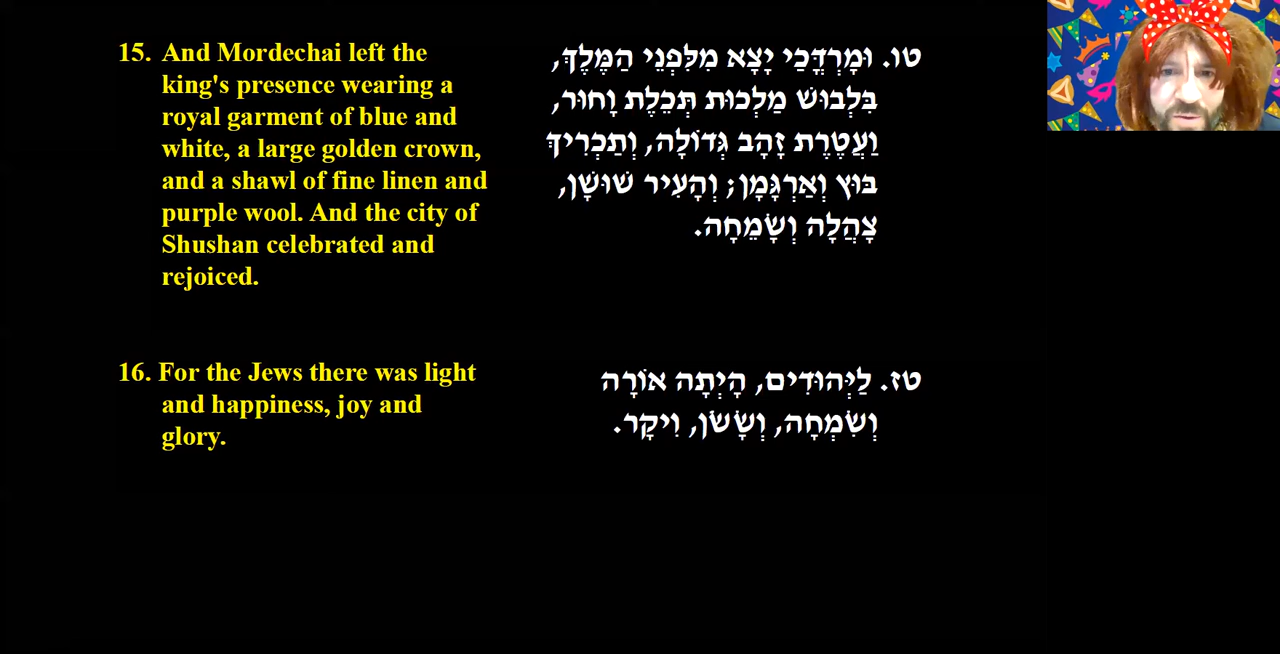 15. And Mordechai left the
king's presence wearing a
royal garment of blue and
white, a large golden crown,
and a shawl of fine linen and
purple wool. And the city of
Shushan celebrated and
rejoiced.
טו. וּמָרְדֳּכַי יָצָא מִלִּפְנֵי הַמֶּלֶךְ,
בִּלְבוּשׁ מַלְכוּת תְּכֵלֶת וָחוּר,
וַעֲטֶרֶת זָהָב גְּדוֹלָה, וְתַכְרִיךְ
בּוּץ וְאַרְגָּמָן; וְהָעִיר שׁוּשָׁן,
צָהֲלָה וְשָׂמֵחָה.
16. For the Jews there was light
and happiness, joy and
glory.
טז. לַיְּהוּדִים, הָיְתָה אוֹרָה
וְשִׂמְחָה, וְשָׂשֹׂן, וִיקָר.